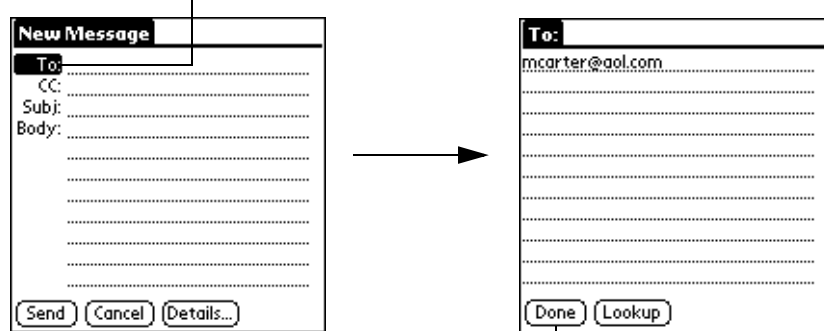 New Message
To:
CC:
Subj:
Body:
Send Cancel Details...
To:
mcarter@aol.com
Done Lookup